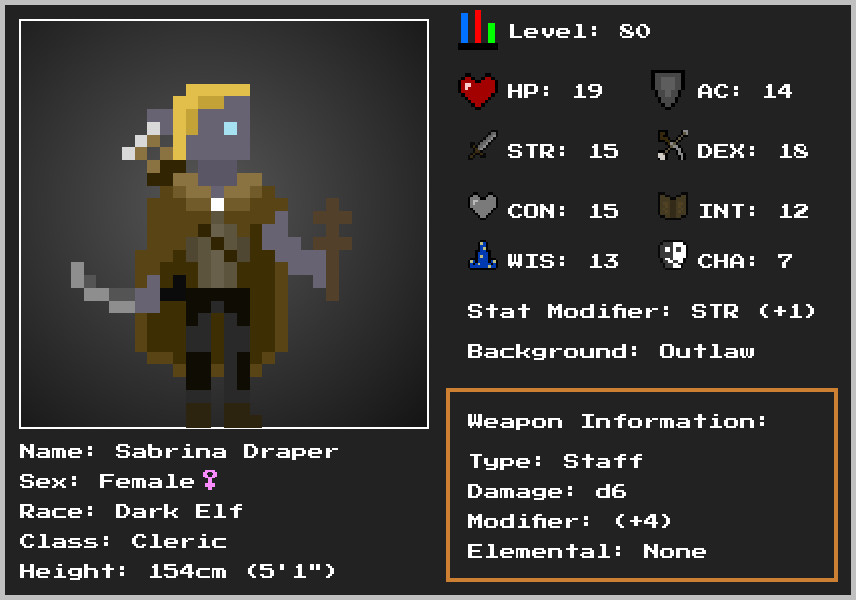 Level: 80
HP: 19
AC: 14
STR: 15
DEX: 18
CON: 15
INT: 12
WIS: 13
CHA: 7
Stat Modifier: STR (+1)
Background: Outlaw
Weapon Information:
Type: Staff
Damage: d6
Modifier: (+4)
Elemental: None
Name: Sabrina Draper
Sex: Female♀
Race: Dark Elf
Class: Cleric
Height: 154cm (5'1")